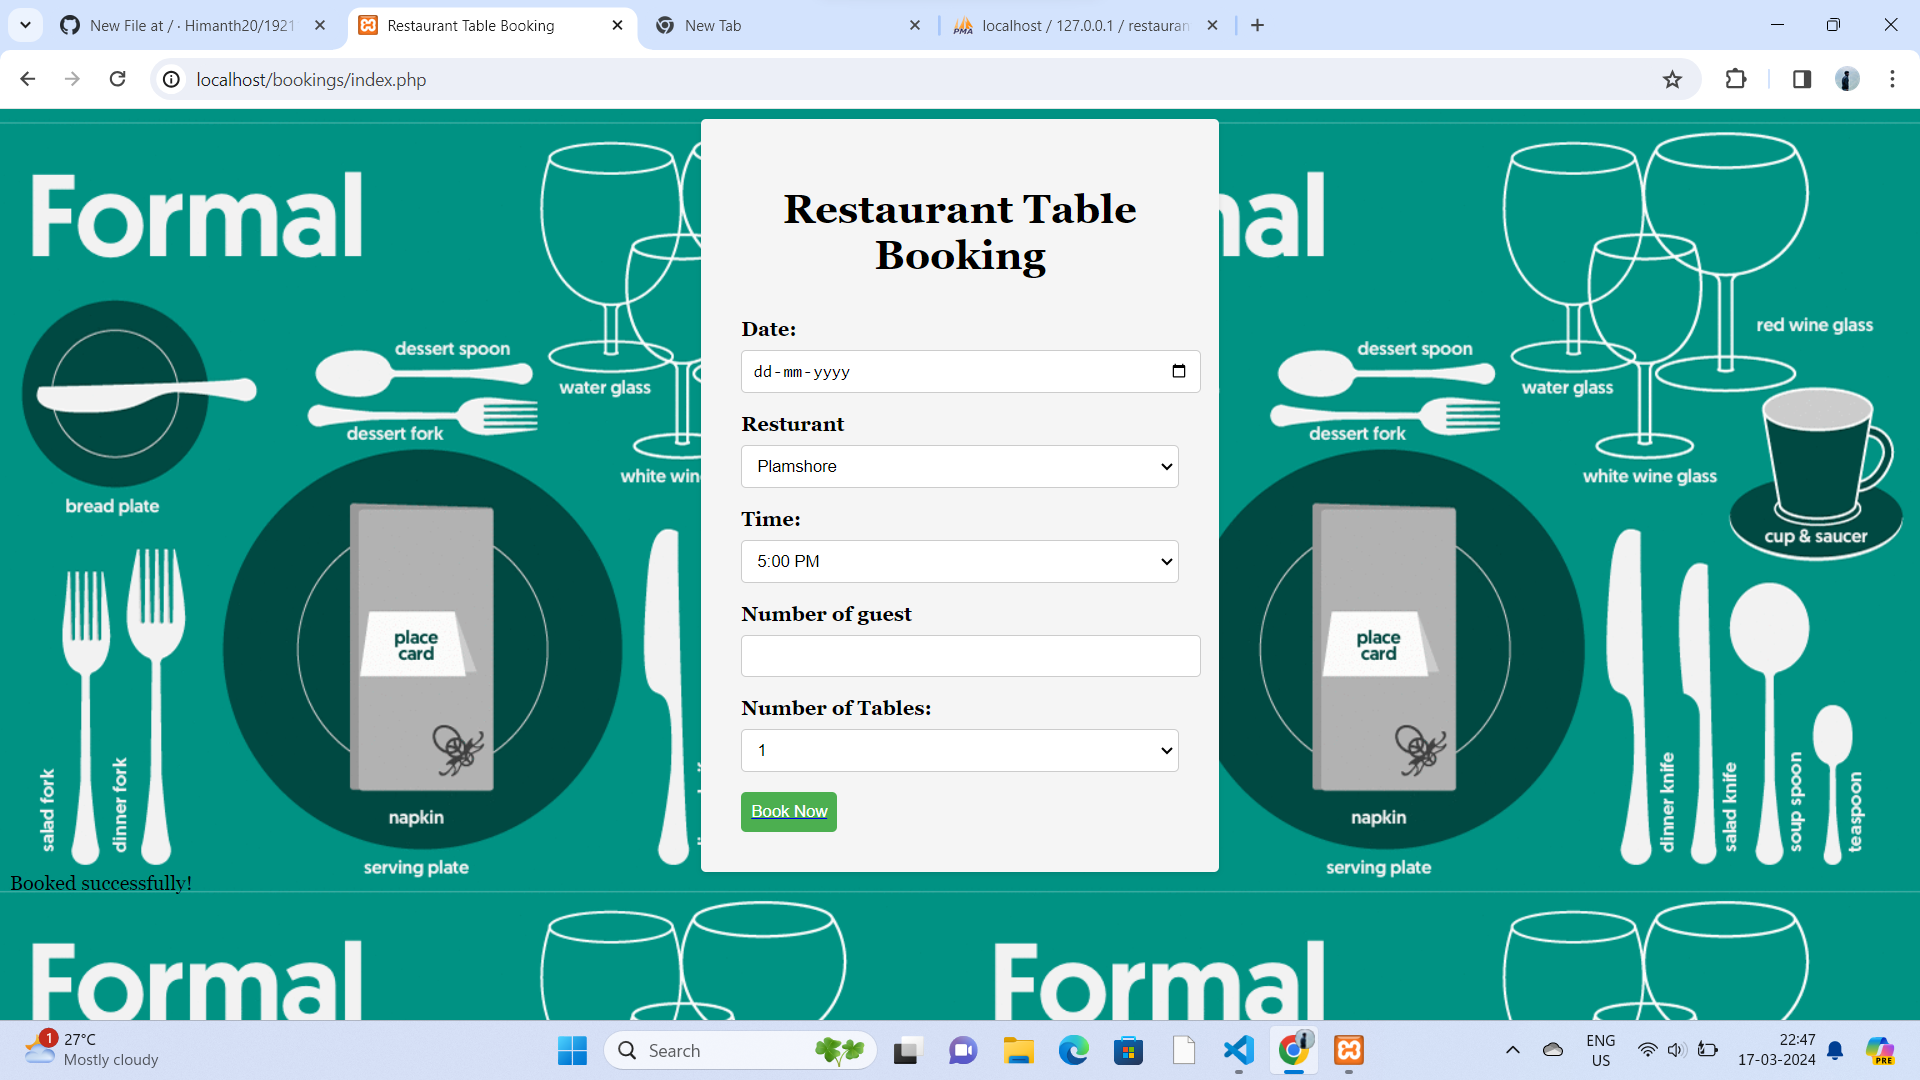 New File at / · Himanth20/1921
Restaurant Table Booking
New Tab
localhost / 127.0.0.1 / restauran
localhost/bookings/index.php
Formal
dessert spoon
water glass
dessert fork
white win
bread plate
place
card
salad fork
dinner fork
napkin
serving plate
Booked successfully!
Restaurant Table
Booking
Date:
dd-mm-yyyy
Resturant
Plamshore
Time:
5:00 PM
Number of guest
Number of Tables:
1
Book Now
nal
red wine glass
dessert spoon
water glass
dessert fork
white wine glass
cup & saucer
place
card
dinner knife
salad knife
soup spoon
teaspoon
napkin
serving plate
Formal
Formal
1
27°C
Mostly cloudy
Search
ENG
US
22:47
17-03-2024
PRE